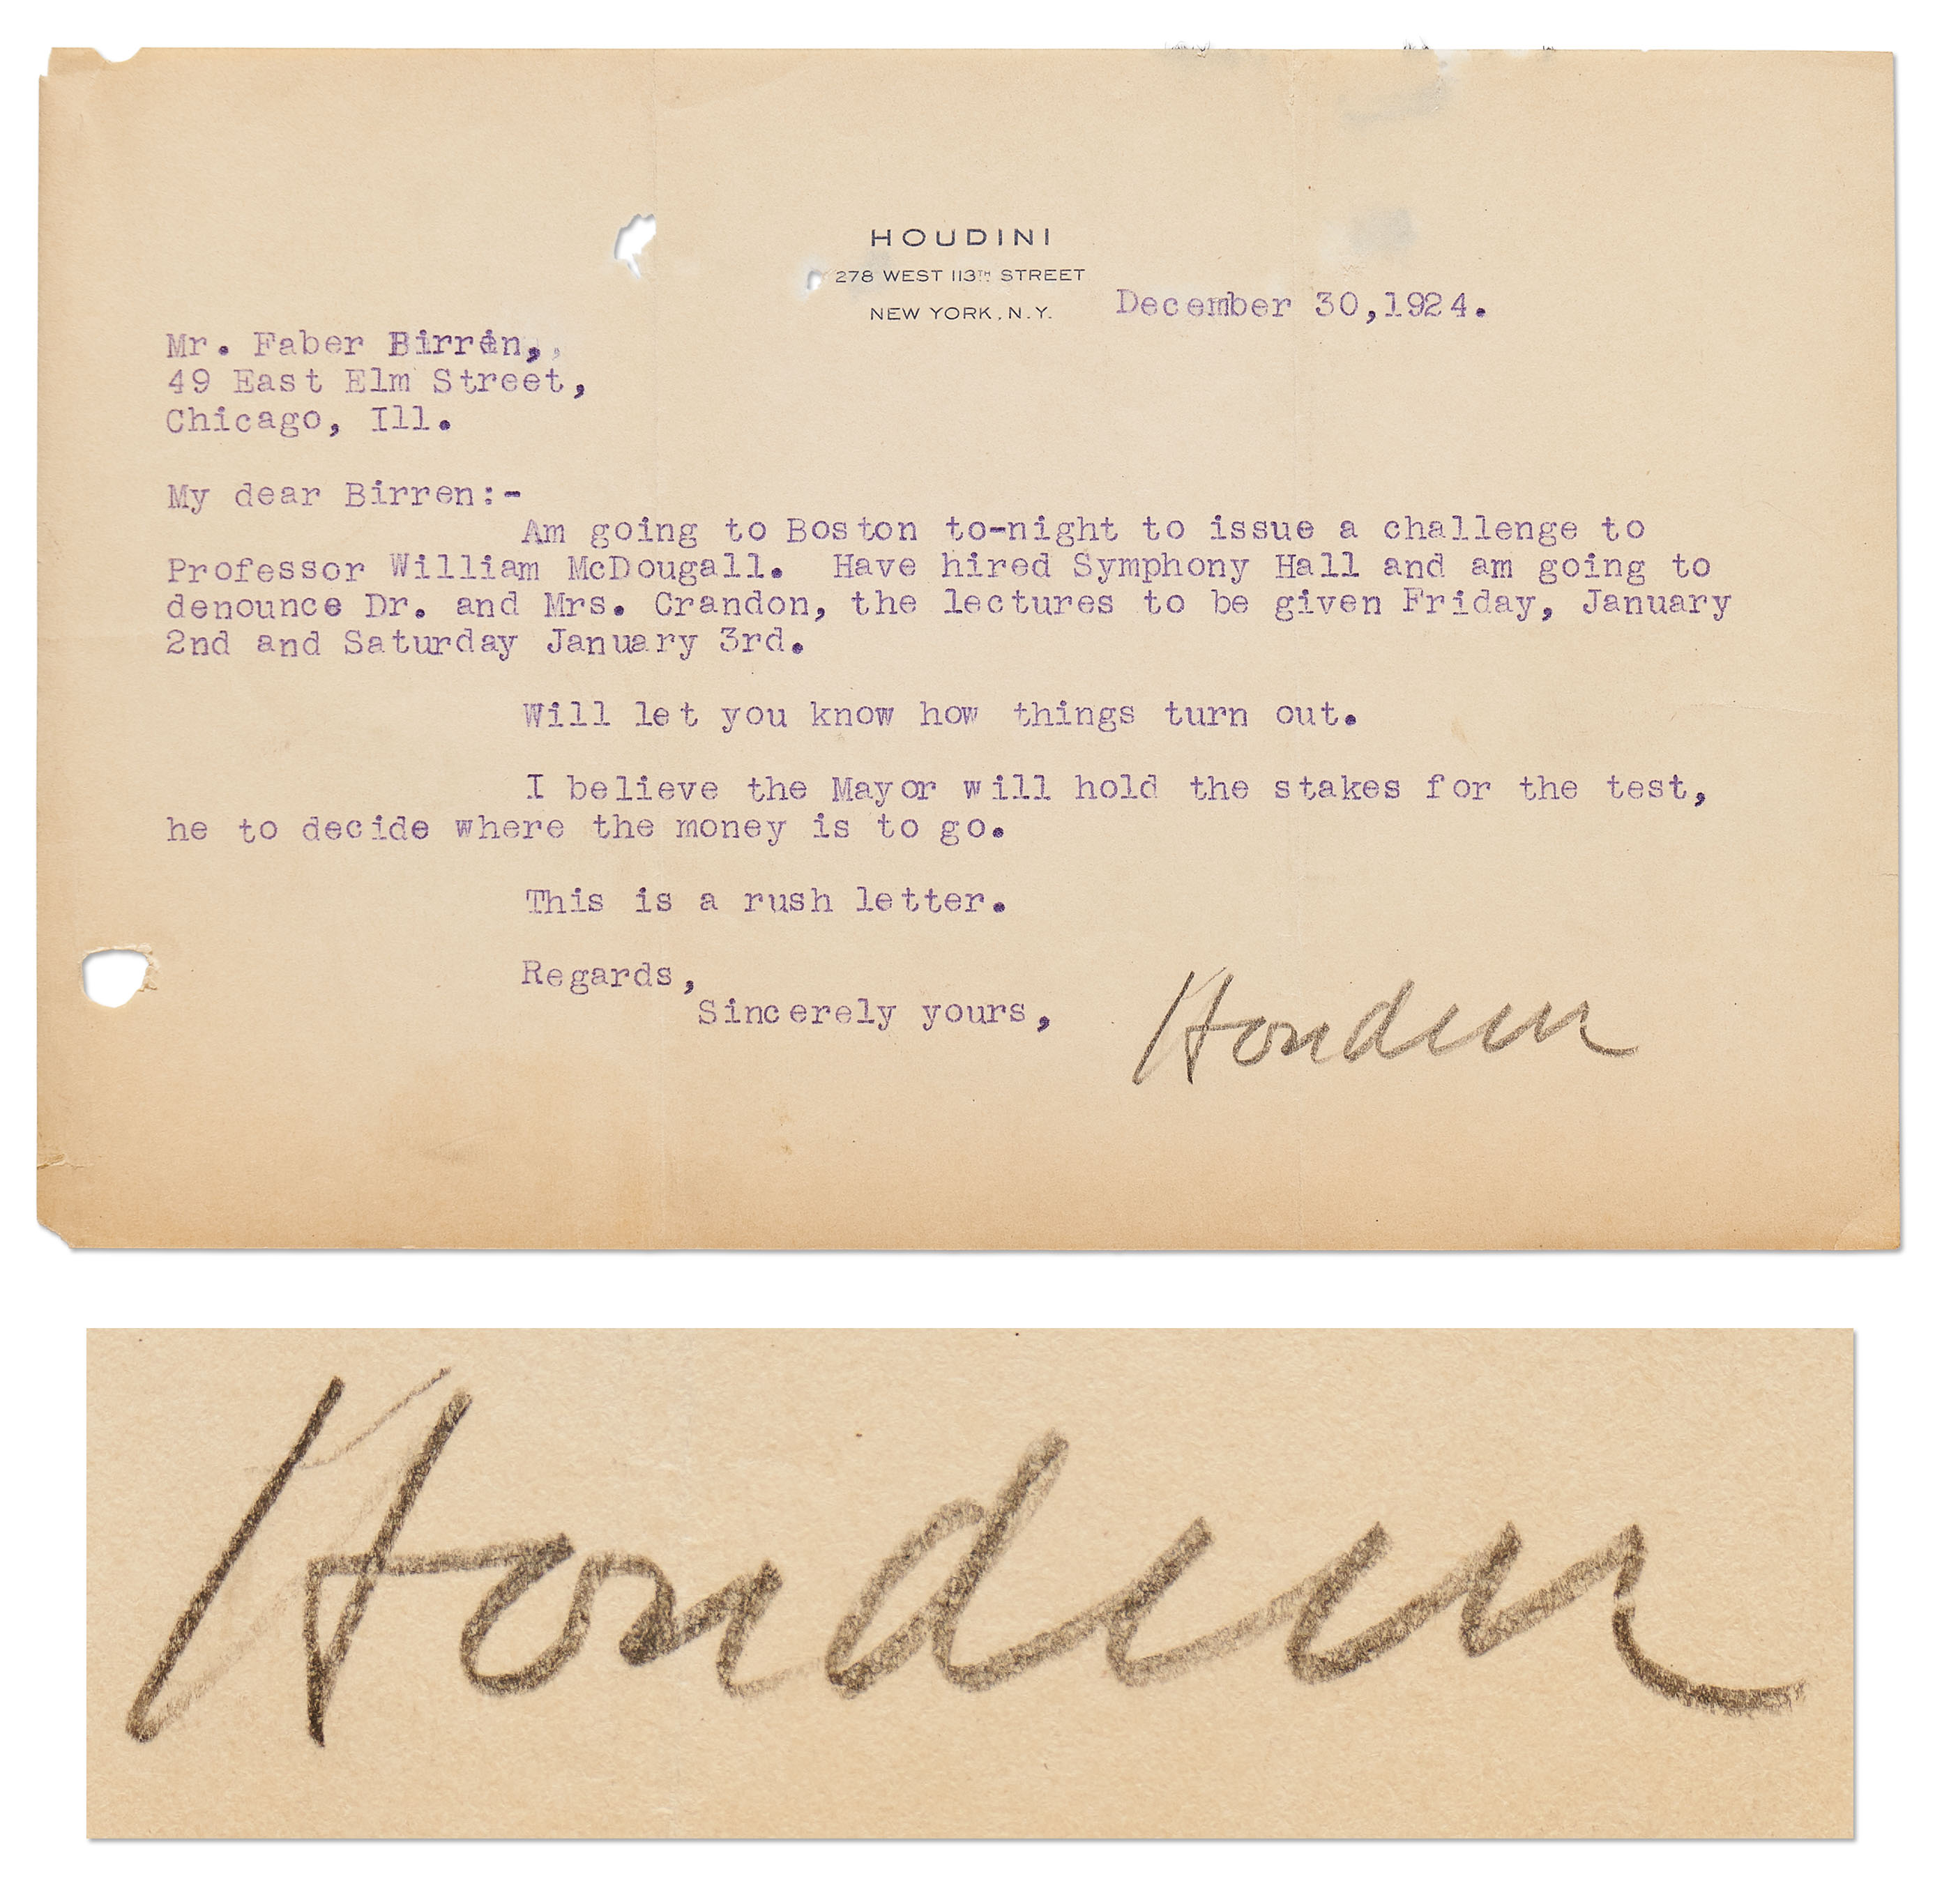 HOUDINI
278 WEST 113TH STREET
NEW YORK, N.Y.
December 30,1924.
Mr. Faber Birren,
49 East Elm Street,
Chicago, Ill.
My dear Birren:-
Am going to Boston to-night to issue a challenge to
Professor William McDougall. Have hired Symphony Hall and am going to
denounce Dr. and Mrs. Crandon, the lectures to be given Friday, January
2nd and Saturday January 3rd.
Will let you know how things turn out.
I believe the Mayor will hold the stakes for the test,
he to decide where the money is to go.
This is a rush letter.
Regards,
Sincerely yours,
Houdini
Houdini